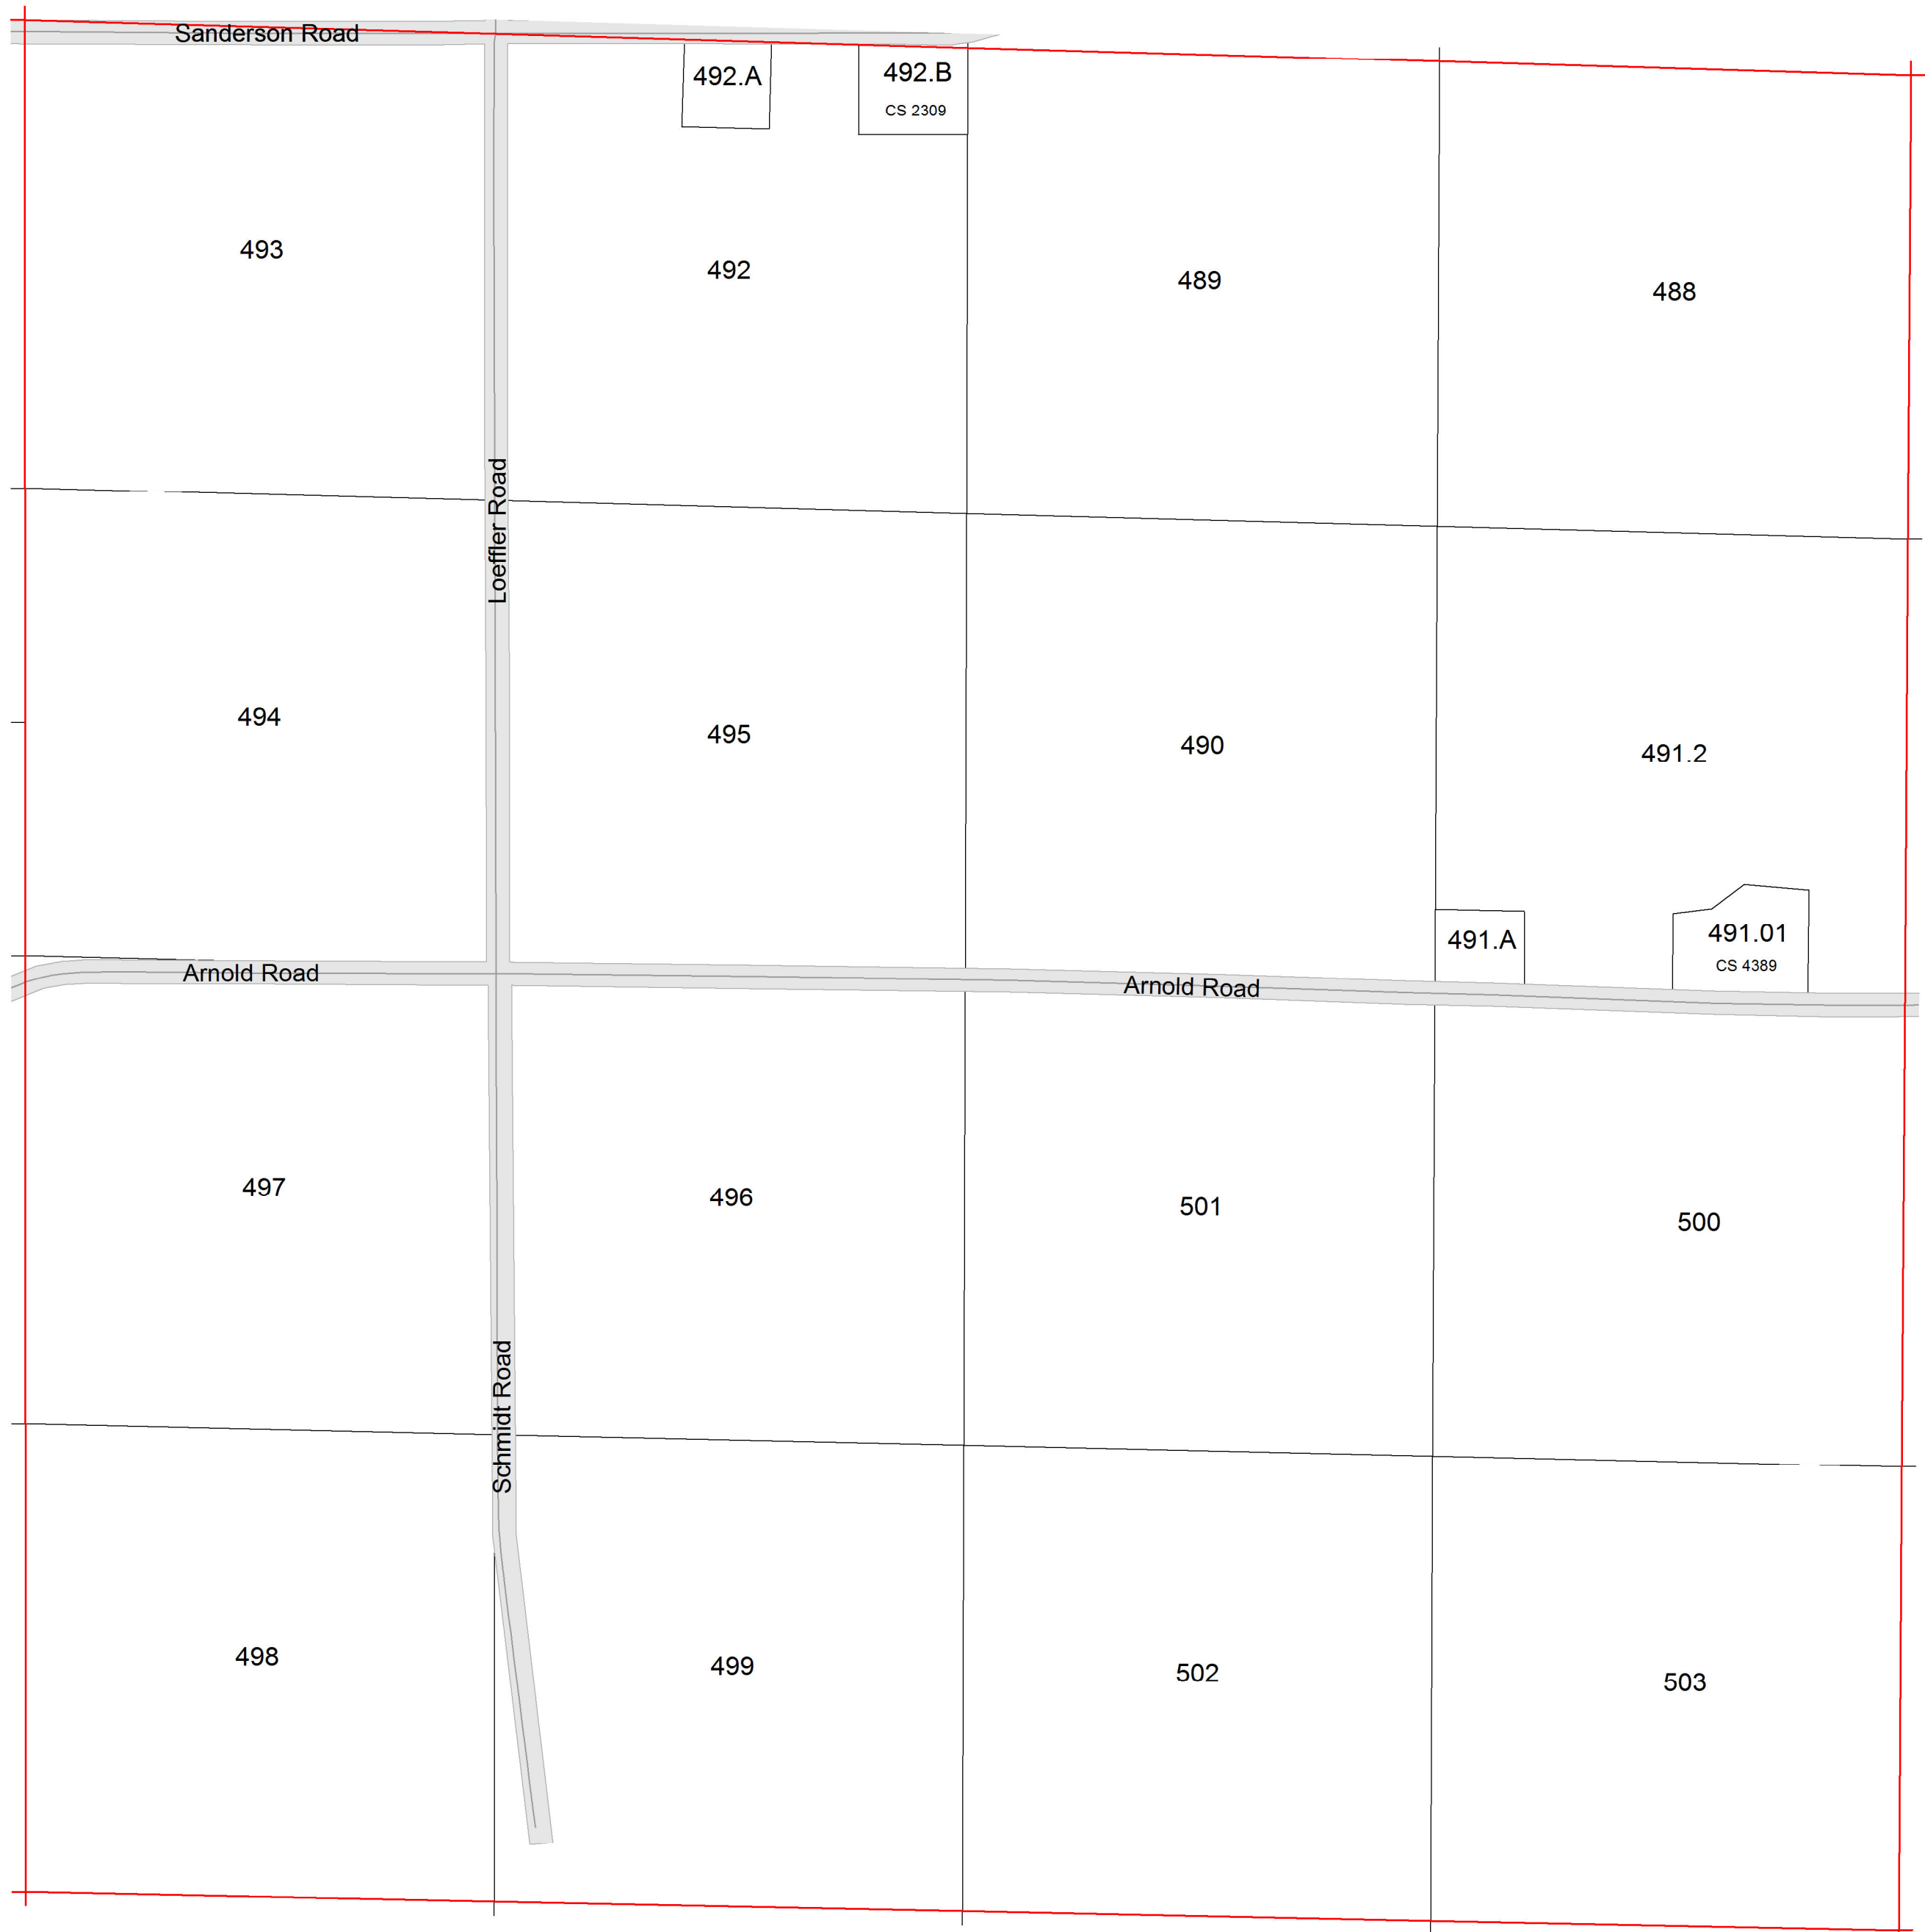 Sanderson Road
492.A
492.B
CS 2309
493
492
489
488
Loeffler Road
494
495
490
491.2
491.A
491.01
CS 4389
Arnold Road
Arnold Road
497
496
501
500
Schmidt Road
498
499
502
503